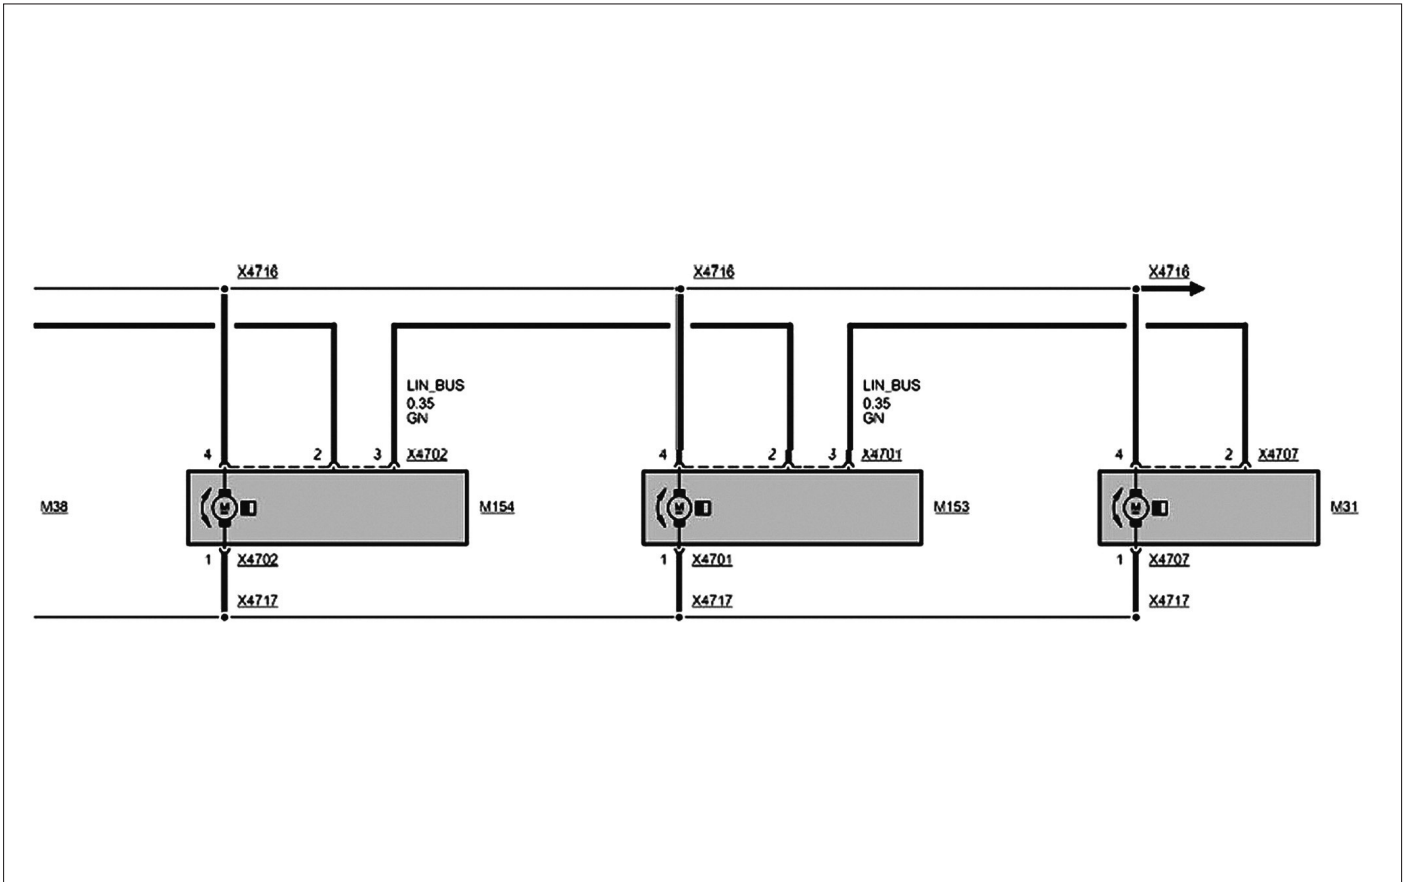 X4716 X4716 X4716
LIN_BUS LIN_BUS
0.35 0.35
GN GN
4 2 3 X4702 4 2 3 X4701 4 2 X4707
M38 M M154 M M153 M M31
1 X4702 1 X4701 1 X4707
X4717 X4717 X4717